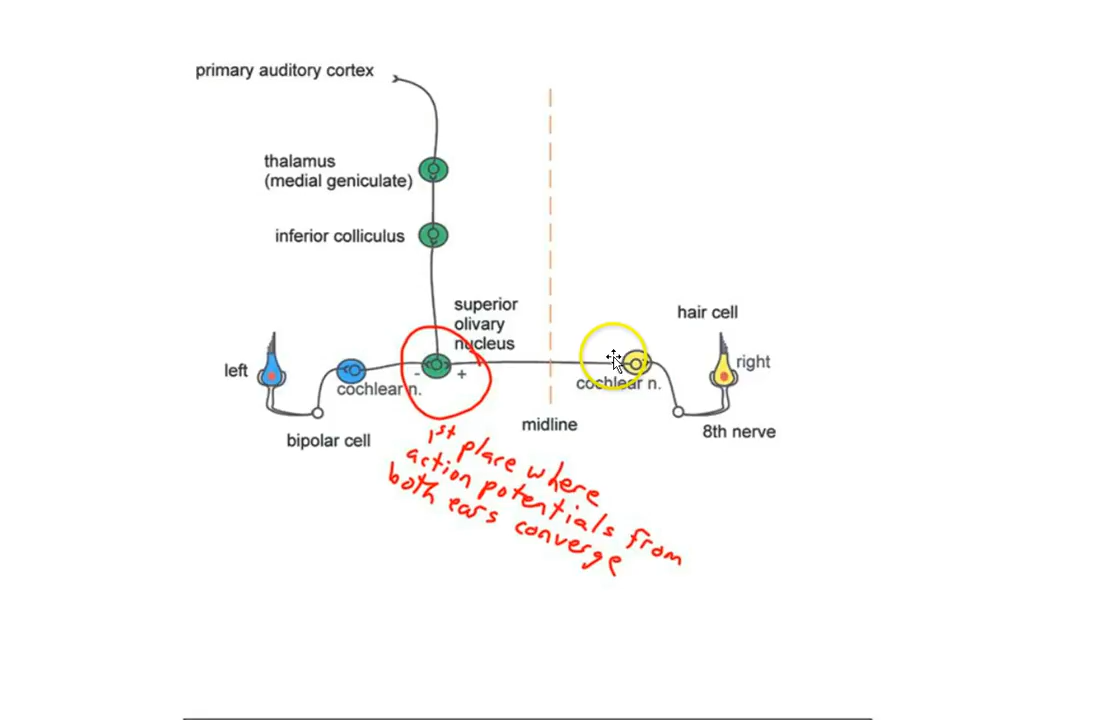 primary auditory cortex
thalamus
(medial geniculate)
inferior colliculus
superior
olivary
nucleus
hair cell
left
right
- +
cochlear n.
cochlear n.
bipolar cell
midline
8th nerve
1st place where
action potentials from
both ears converge